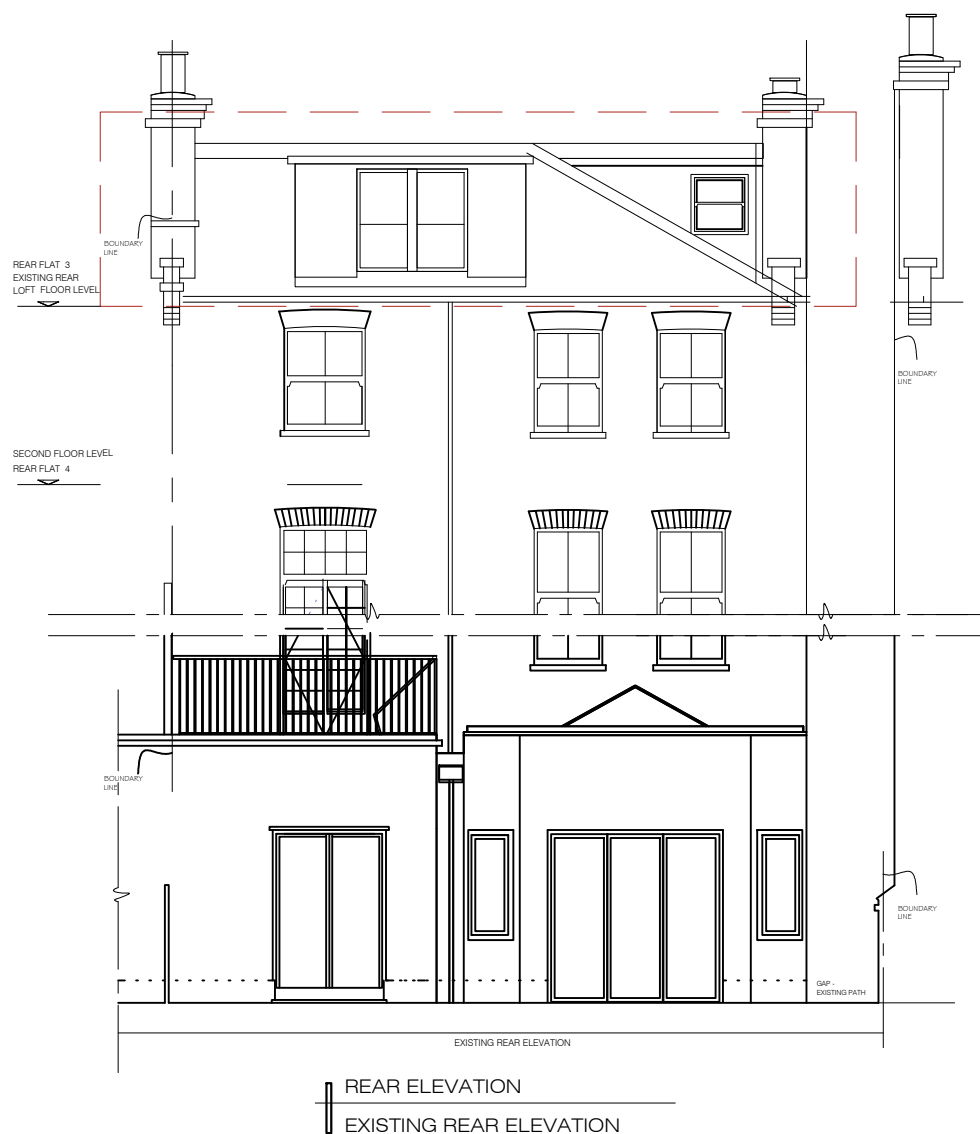 BOUNDARY
LINE
REAR FLAT 3
EXISTING REAR
LOFT FLOOR LEVEL
BOUNDARY
LINE
SECOND FLOOR LEVEL
REAR FLAT 4
BOUNDARY
LINE
BOUNDARY
LINE
GAP -
EXISTING PATH
EXISTING REAR ELEVATION
REAR ELEVATION
EXISTING REAR ELEVATION